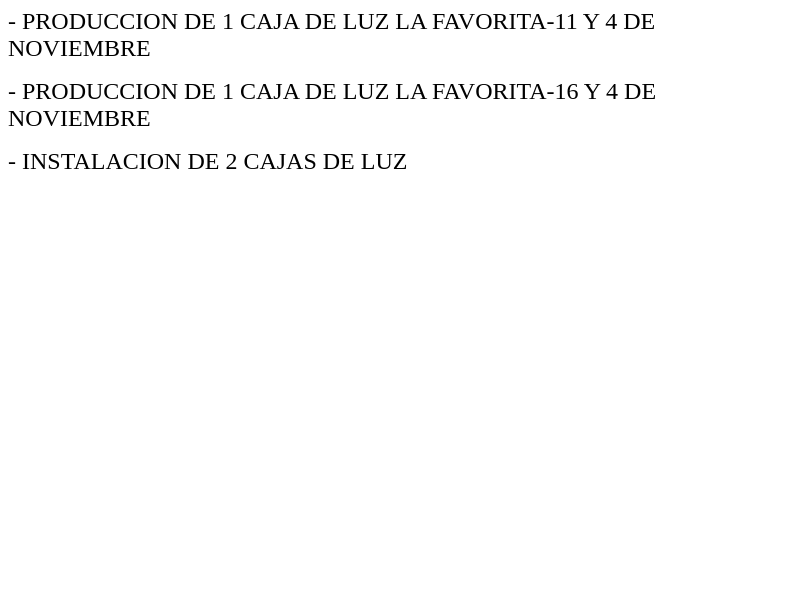 - PRODUCCION DE 1 CAJA DE LUZ LA FAVORITA-11 Y 4 DE
NOVIEMBRE
- PRODUCCION DE 1 CAJA DE LUZ LA FAVORITA-16 Y 4 DE
NOVIEMBRE
- INSTALACION DE 2 CAJAS DE LUZ